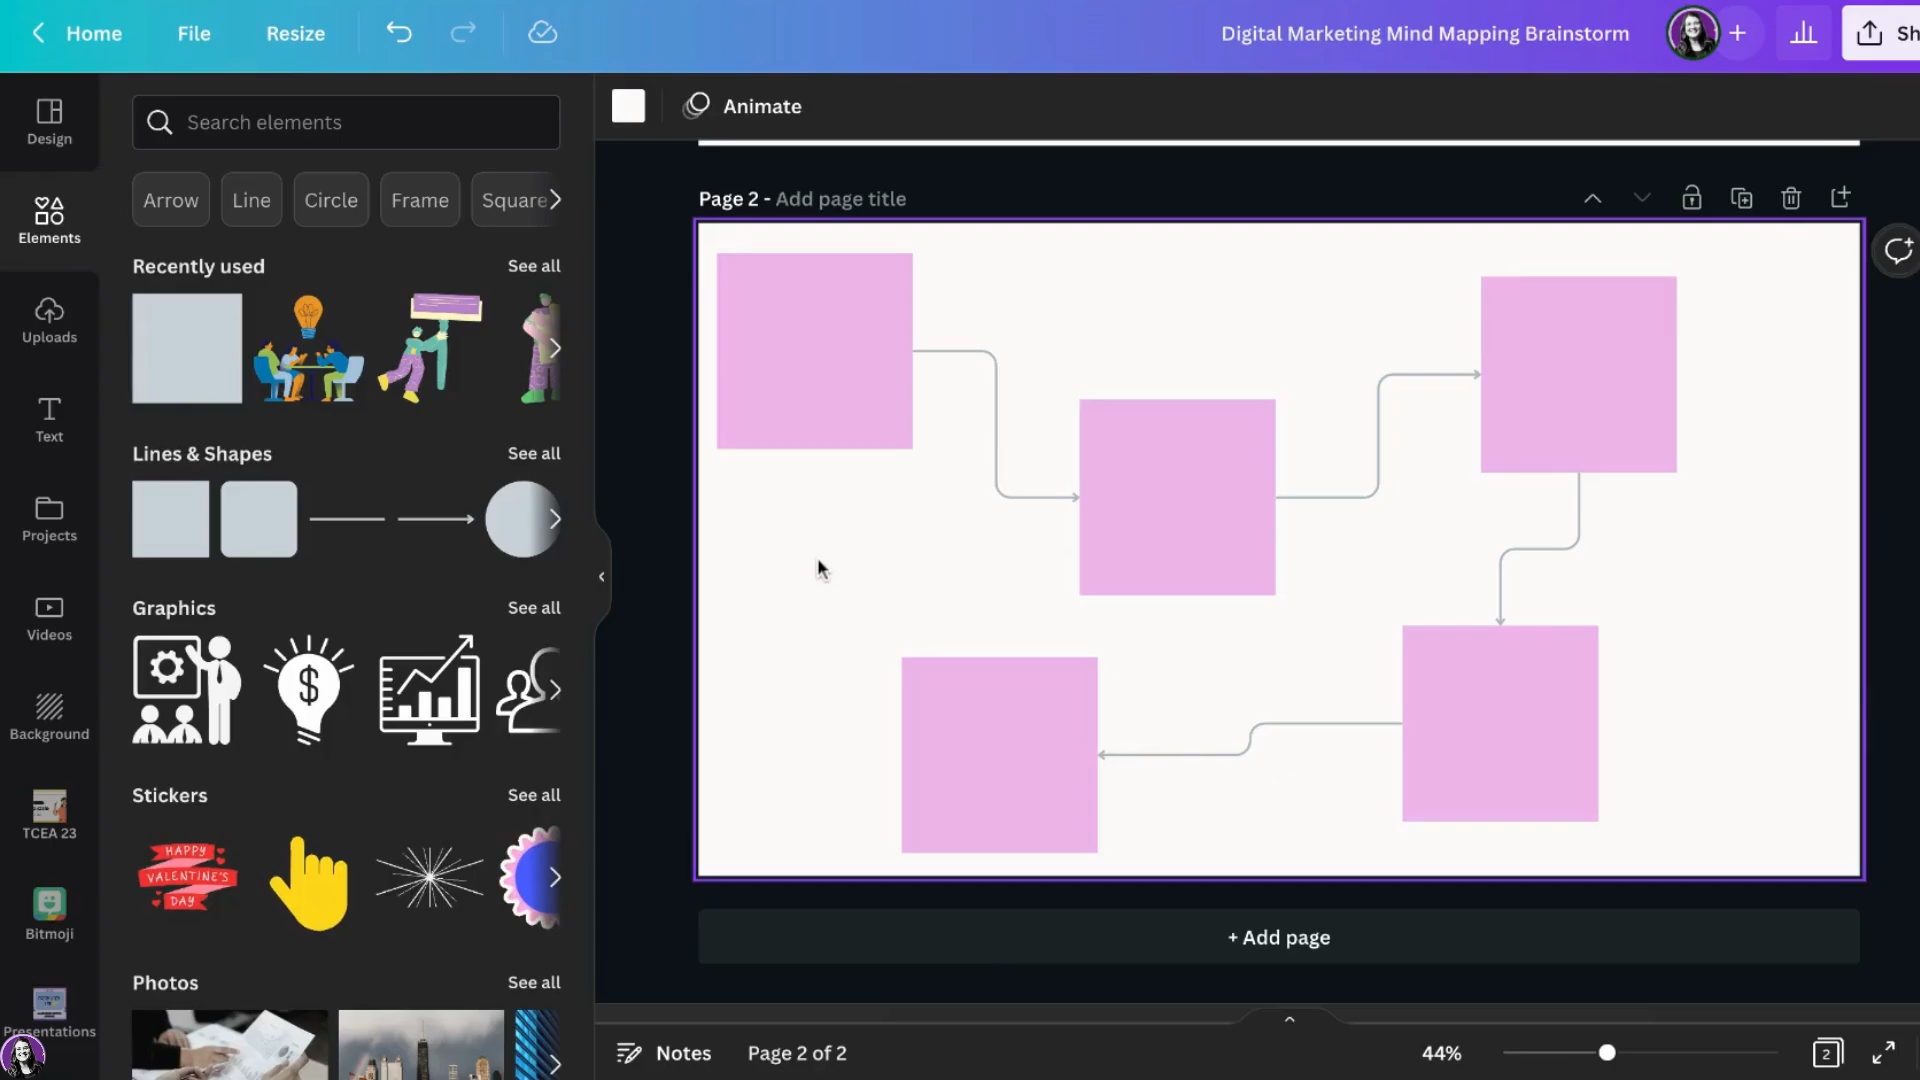 Home File Resize Digital Marketing Mind Mapping Brainstorm Sh
Design
Elements
Uploads
Text
Projects
Videos
Background
TCEA 23
Bitmoji
Presentations
Search elements
Arrow Line Circle Frame Square
Recently used See all
Lines & Shapes See all
Graphics See all
$
Stickers See all
HAPPY
VALENTINE'S
DAY
Photos See all
Animate
Page 2 - Add page title
+ Add page
Notes Page 2 of 2 44% 2